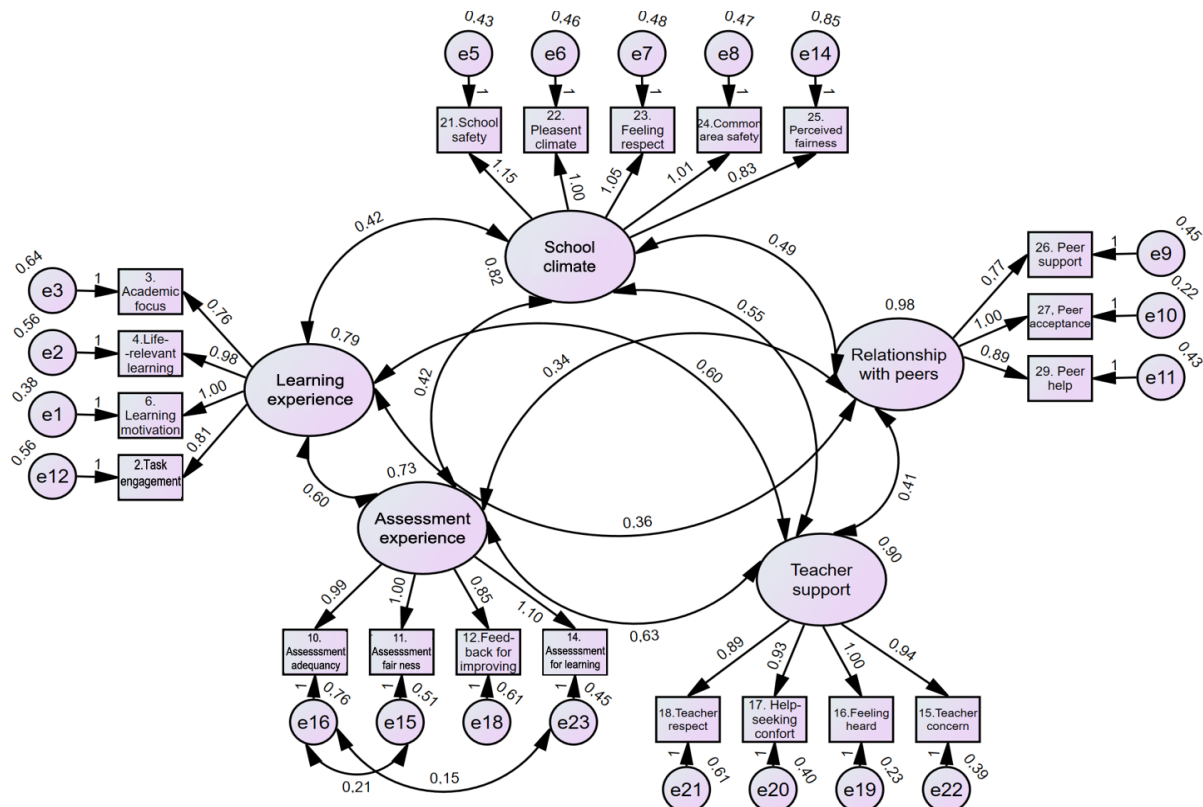 0.43
0.46
0.48
0.47
0.85
e5
e6
e7
e8
e14
1
1
1
1
1
21.School
safety
22.
Pleasent
climate
23.
Feeling
respect
24.Common
area safety
25.
Perceived
fairness
1.15
1.00
1.05
1.01
0.83
School
climate
0.82
0.42
0.49
0.55
0.64
e3
1
3.
Academic
focus
0.76
0.56
e2
1
4.Life-
-relevant
learning
0.98
0.38
e1
1
6.
Learning
motivation
1.00
0.56
e12
1
2.Task
engagement
0.81
0.79
Learning
experience
0.42
0.34
0.60
0.98
Relationship
with peers
0.77
1.00
0.89
26. Peer
support
1
e9
0.45
27, Peer
acceptance
1
e10
0.22
29. Peer
help
1
e11
0.43
0.60
0.73
Assessment
experience
0.36
0.41
0.63
0.90
Teacher
support
0.99
1.00
0.85
1.10
10.
Assesssment
adequancy
11.
Assesssment
fair ness
12.Feed-
back for
improving
14.
Assesssment
for learning
1
0.76
1
0.51
1
0.61
1
0.45
e16
e15
e18
e23
0.15
0.21
0.89
0.93
1.00
0.94
18.Teacher
respect
17. Help-
seeking
confort
16.Feeling
heard
15.Teacher
concern
1
0.61
1
0.40
1
0.23
1
0.39
e21
e20
e19
e22